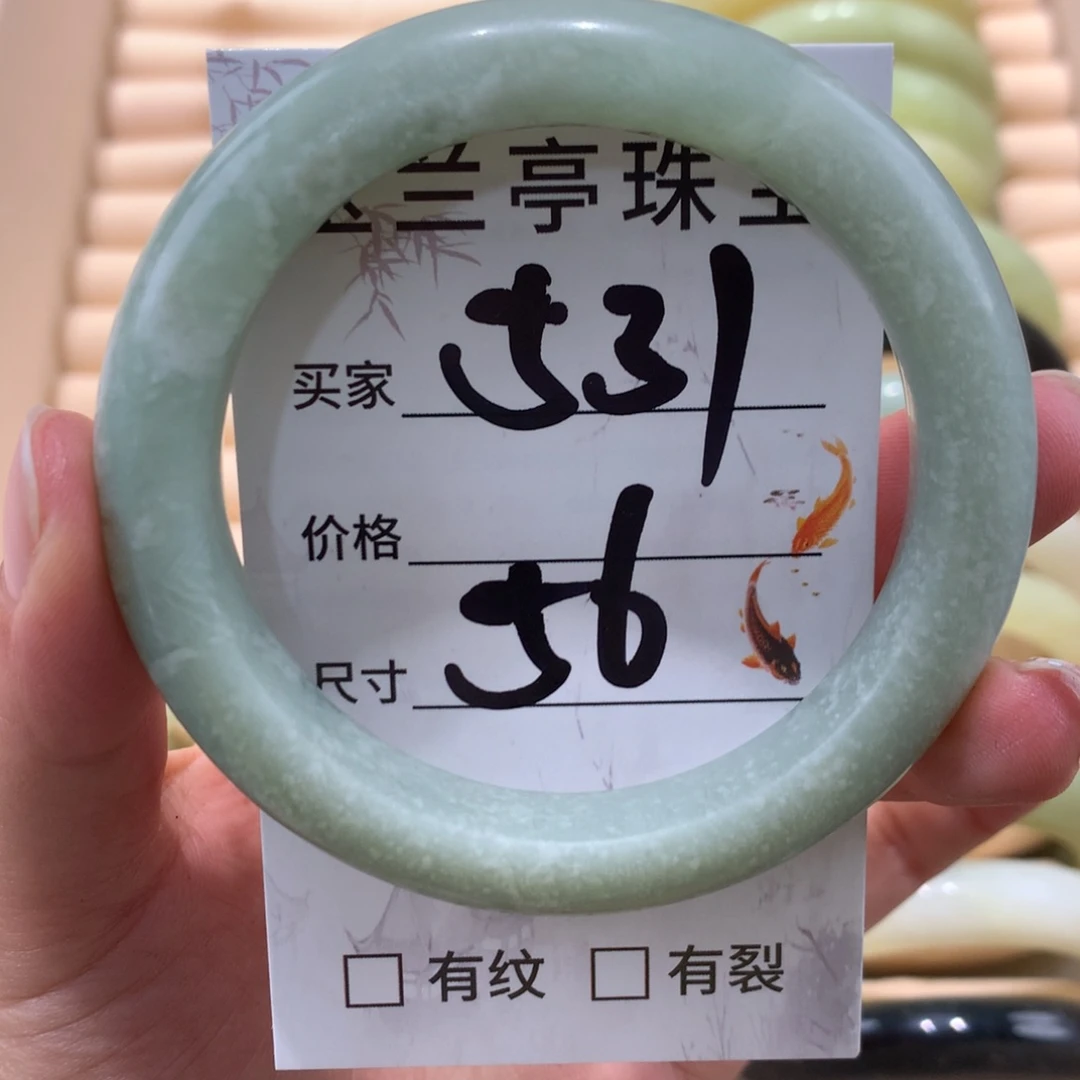 兰亭珠宝
买家 531
价格
尺寸 56
有纹 有裂